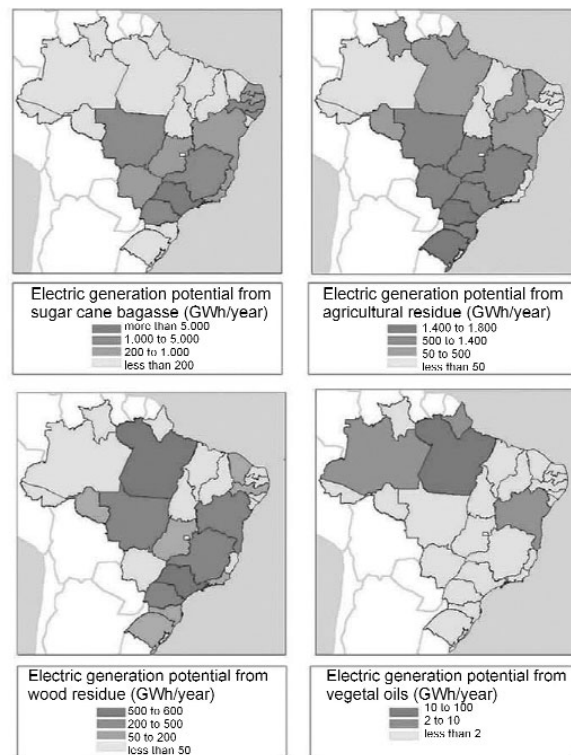 Electric generation potential from
sugar cane bagasse (GWh/year)
more than 5.000
1.000 to 5.000
200 to 1.000
less than 200
Electric generation potential from
agricultural residue (GWh/year)
1.400 to 1.800
500 to 1.400
50 to 500
less than 50
Electric generation potential from
wood residue (GWh/year)
500 to 600
200 to 500
50 to 200
less than 50
Electric generation potential from
vegetal oils (GWh/year)
10 to 100
2 to 10
less than 2